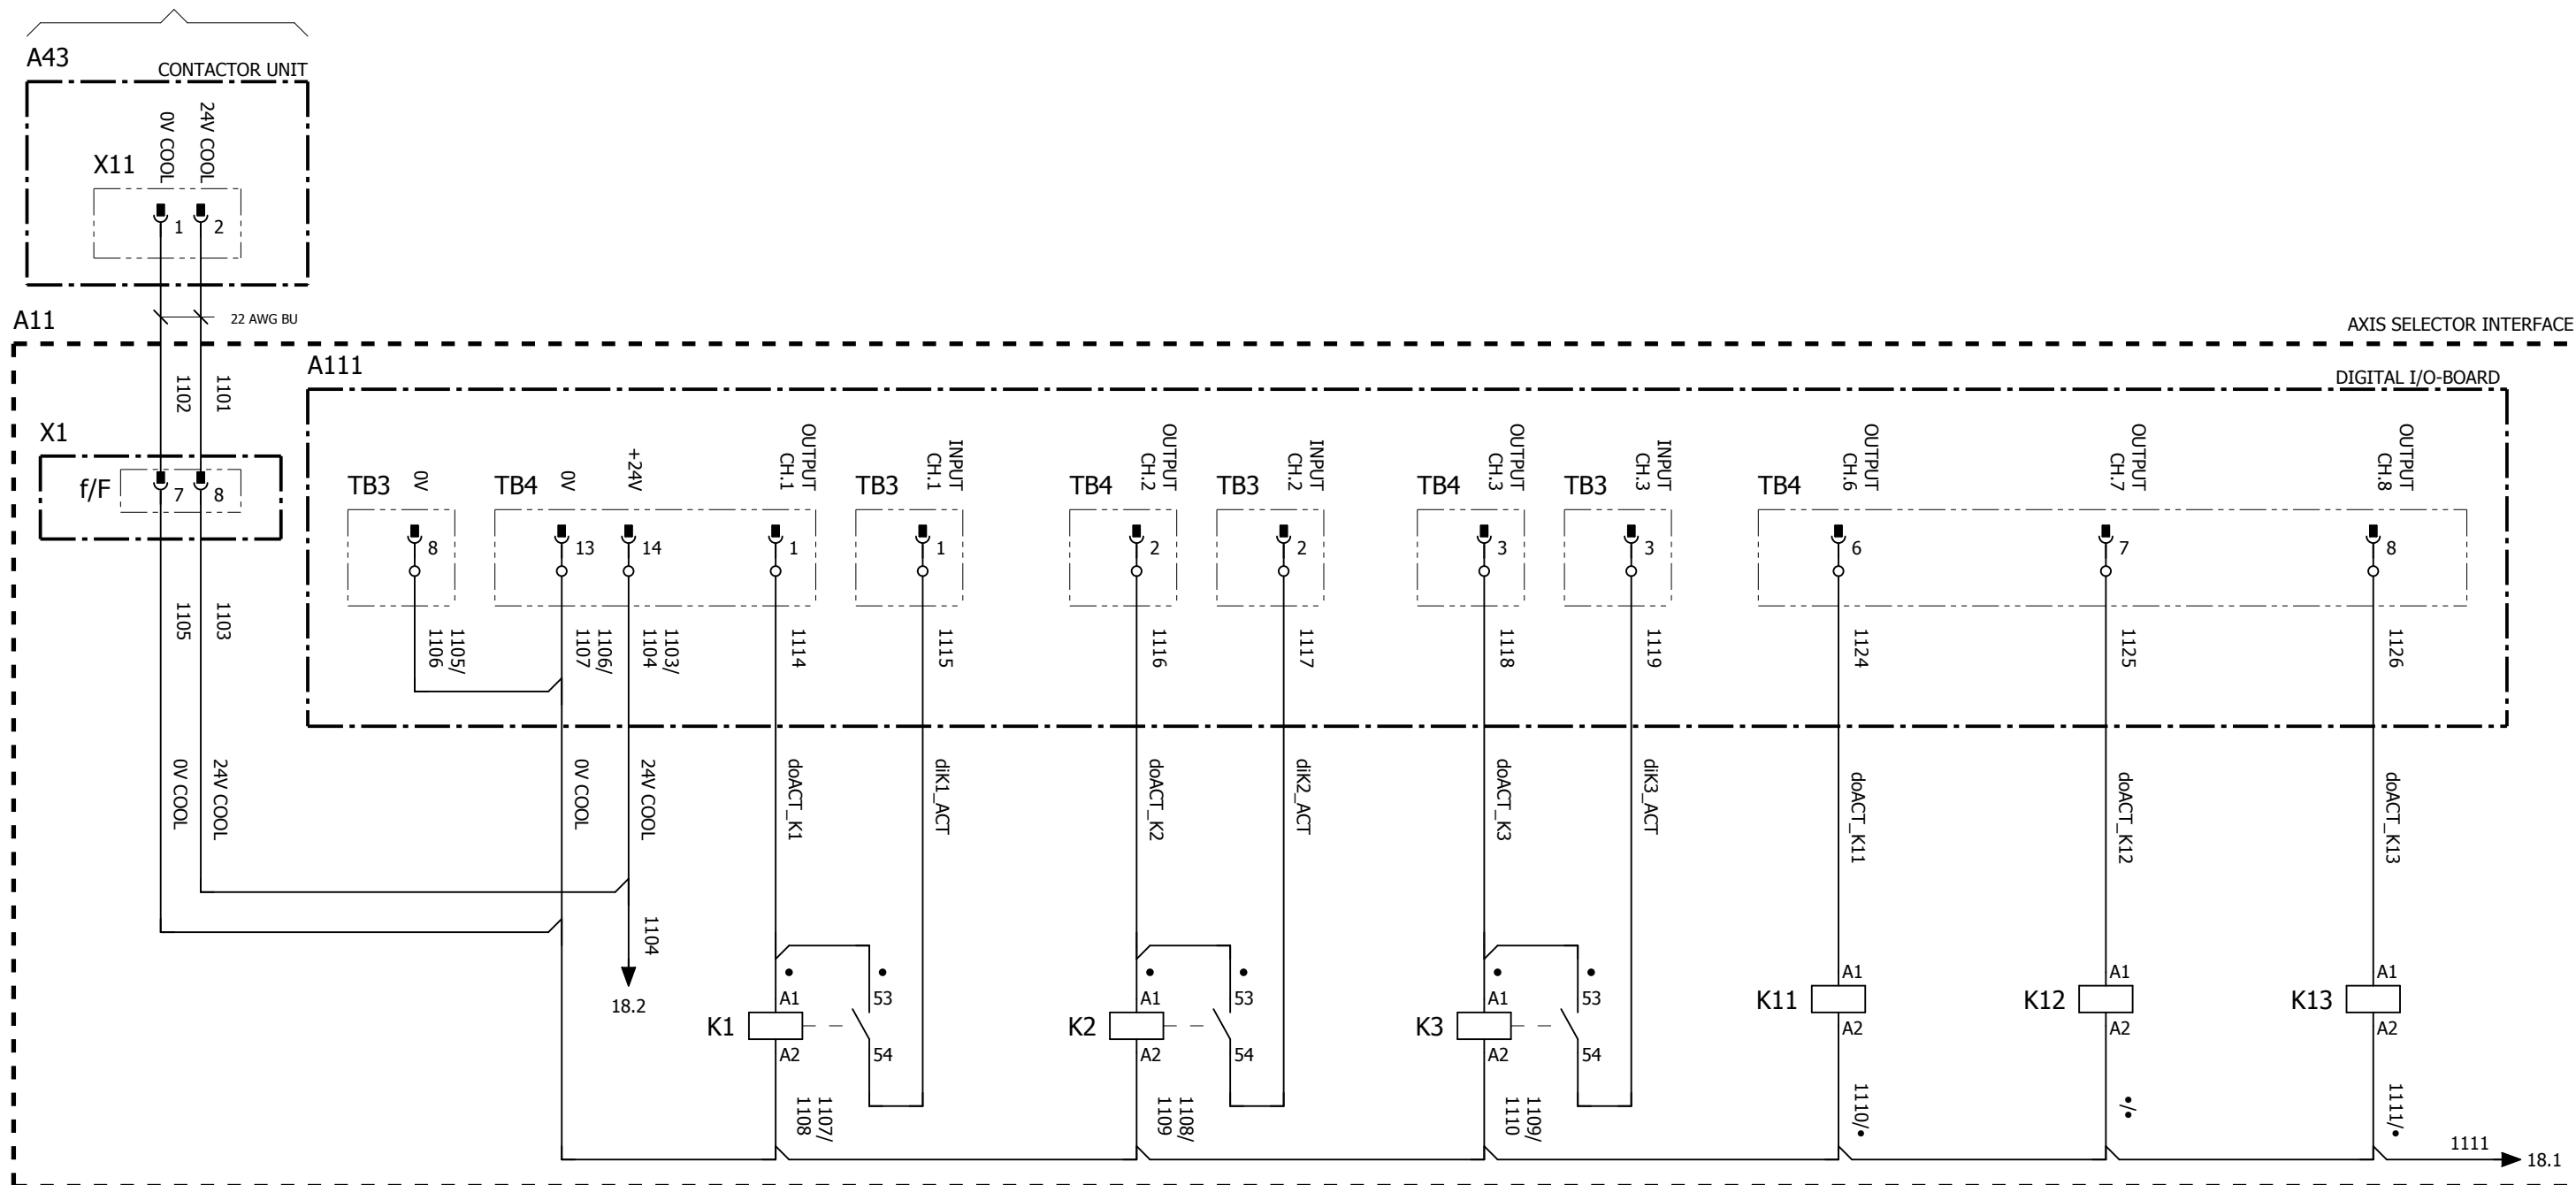 A43
CONTACTOR UNIT
0V COOL
24V COOL
X11
1
2
22 AWG BU
A11
AXIS SELECTOR INTERFACE
1102
1101
A111
DIGITAL I/O-BOARD
X1
f/F
7
8
TB3
0V
8
TB4
0V
13
+24V
14
OUTPUT
CH.1
1
TB3
INPUT
CH.1
1
TB4
OUTPUT
CH.2
2
TB3
INPUT
CH.2
2
TB4
OUTPUT
CH.3
3
TB3
INPUT
CH.3
3
TB4
OUTPUT
CH.6
6
OUTPUT
CH.7
7
OUTPUT
CH.8
8
1105
1103
1105/
1106
1106/
1107
1103/
1104
1114
1115
1116
1117
1118
1119
1124
1125
1126
0V COOL
24V COOL
0V COOL
24V COOL
doACT_K1
diK1_ACT
doACT_K2
diK2_ACT
doACT_K3
diK3_ACT
doACT_K11
doACT_K12
doACT_K13
1104
18.2
K1
A1
A2
53
54
K2
A1
A2
53
54
K3
A1
A2
53
54
K11
A1
A2
K12
A1
A2
K13
A1
A2
1107/
1108
1108/
1109
1109/
1110
1110/•
•/•
1111/•
1111
18.1